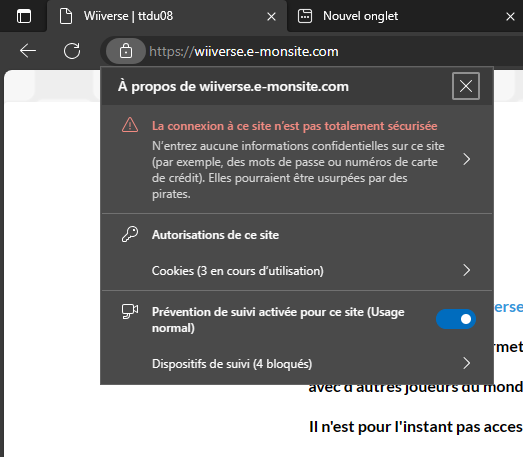 Wiiverse | ttdu08
Nouvel onglet
https://wiiverse.e-monsite.com
À propos de wiiverse.e-monsite.com
La connexion à ce site n'est pas totalement sécurisée
N'entrez aucune informations confidentielles sur ce site
(par exemple, des mots de passe ou numéros de carte
de crédit). Elles pourraient être usurpées par des
pirates.
Autorisations de ce site
Cookies (3 en cours d'utilisation)
Prévention de suivi activée pour ce site (Usage
normal)
erse
rmet
Dispositifs de suivi (4 bloqués)
avec d'autres joueurs du mond
Il n'est pour l'instant pas acces